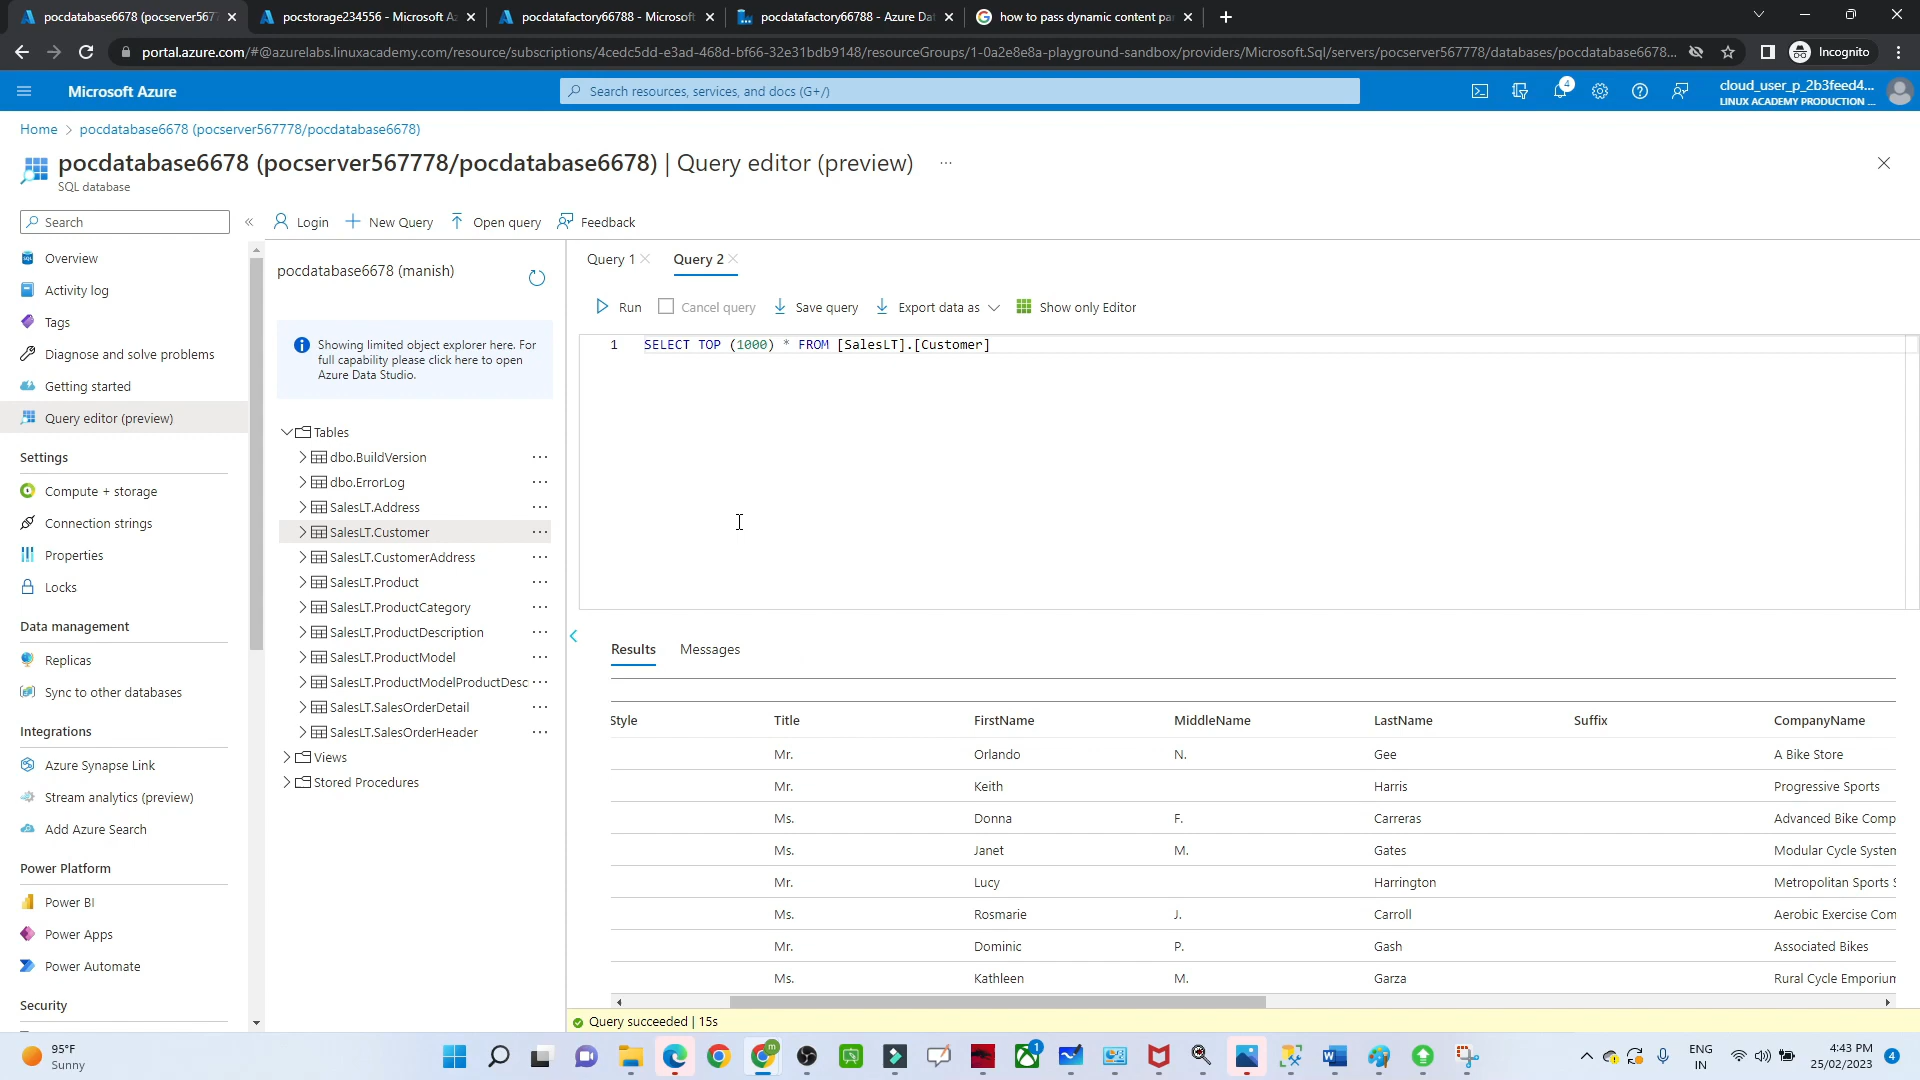 pocdatabase6678 (pocserver5677
pocstorage234556 - Microsoft Az
pocdatafactory66788 - Microsoft
pocdatafactory66788 - Azure Dat
how to pass dynamic content pa
portal.azure.com/#@azurelabs.linuxacademy.com/resource/subscriptions/4cedc5dd-e3ad-468d-bf66-32e31bdb9148/resourceGroups/1-0a2e8e8a-playground-sandbox/providers/Microsoft.Sql/servers/pocserver567778/databases/pocdatabase6678...
Incognito
Microsoft Azure
Search resources, services, and docs (G+/)
4
cloud_user_p_2b3feed4...
LINUX ACADEMY PRODUCTION ...
Home > pocdatabase6678 (pocserver567778/pocdatabase6678)
pocdatabase6678 (pocserver567778/pocdatabase6678) | Query editor (preview) ...
SQL database
Search
Login
New Query
Open query
Feedback
Overview
Activity log
Tags
Diagnose and solve problems
Getting started
Query editor (preview)
Settings
Compute + storage
Connection strings
Properties
Locks
Data management
Replicas
Sync to other databases
Integrations
Azure Synapse Link
Stream analytics (preview)
Add Azure Search
Power Platform
Power BI
Power Apps
Power Automate
Security
pocdatabase6678 (manish)
Showing limited object explorer here. For
full capability please click here to open
Azure Data Studio.
Tables
dbo.BuildVersion
dbo.ErrorLog
SalesLT.Address
SalesLT.Customer
SalesLT.CustomerAddress
SalesLT.Product
SalesLT.ProductCategory
SalesLT.ProductDescription
SalesLT.ProductModel
SalesLT.ProductModelProductDesc
SalesLT.SalesOrderDetail
SalesLT.SalesOrderHeader
Views
Stored Procedures
Query 1
Query 2
Run
Cancel query
Save query
Export data as
Show only Editor
1 SELECT TOP (1000) * FROM [SalesLT].[Customer]
Results
Messages
Style Title FirstName MiddleName LastName Suffix CompanyName
Mr. Orlando N. Gee A Bike Store
Mr. Keith Harris Progressive Sports
Ms. Donna F. Carreras Advanced Bike Comp
Ms. Janet M. Gates Modular Cycle System
Mr. Lucy Harrington Metropolitan Sports S
Ms. Rosmarie J. Carroll Aerobic Exercise Com
Mr. Dominic P. Gash Associated Bikes
Ms. Kathleen M. Garza Rural Cycle Emporium
Query succeeded | 15s
95°F
Sunny
1
ENG
IN
4:43 PM
25/02/2023
4